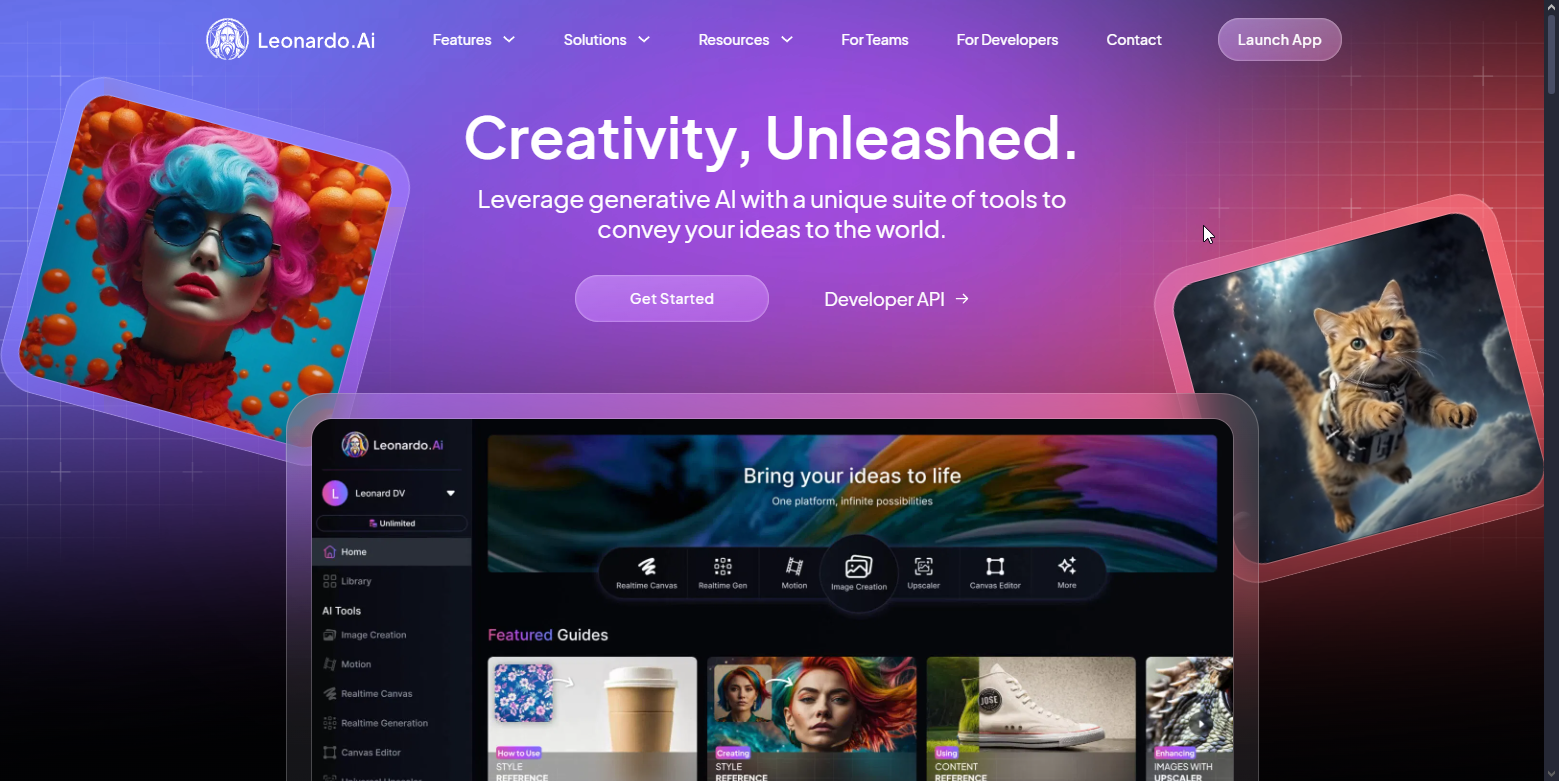 Leonardo.Ai
Features
Solutions
Resources
For Teams
For Developers
Contact
Launch App
Creativity, Unleashed.
Leverage generative AI with a unique suite of tools to
convey your ideas to the world.
Get Started
Developer API →
Leonardo.Ai
L
Leonard DV
Unlimited
Home
Library
AI Tools
Image Creation
Motion
Realtime Canvas
Realtime Generation
Canvas Editor
Bring your ideas to life
One platform, infinite possibilities
Realtime Canvas
Realtime Gen
Motion
Image Creation
Upscaler
Canvas Editor
More
Featured Guides
How to Use
STYLE
REFERENCE
Creating
STYLE
REFERENCE
JOSE
Using
CONTENT
REFERENCE
Enhancing
IMAGES WITH
UPSCALER